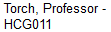 Torch, Professor -
HCG011